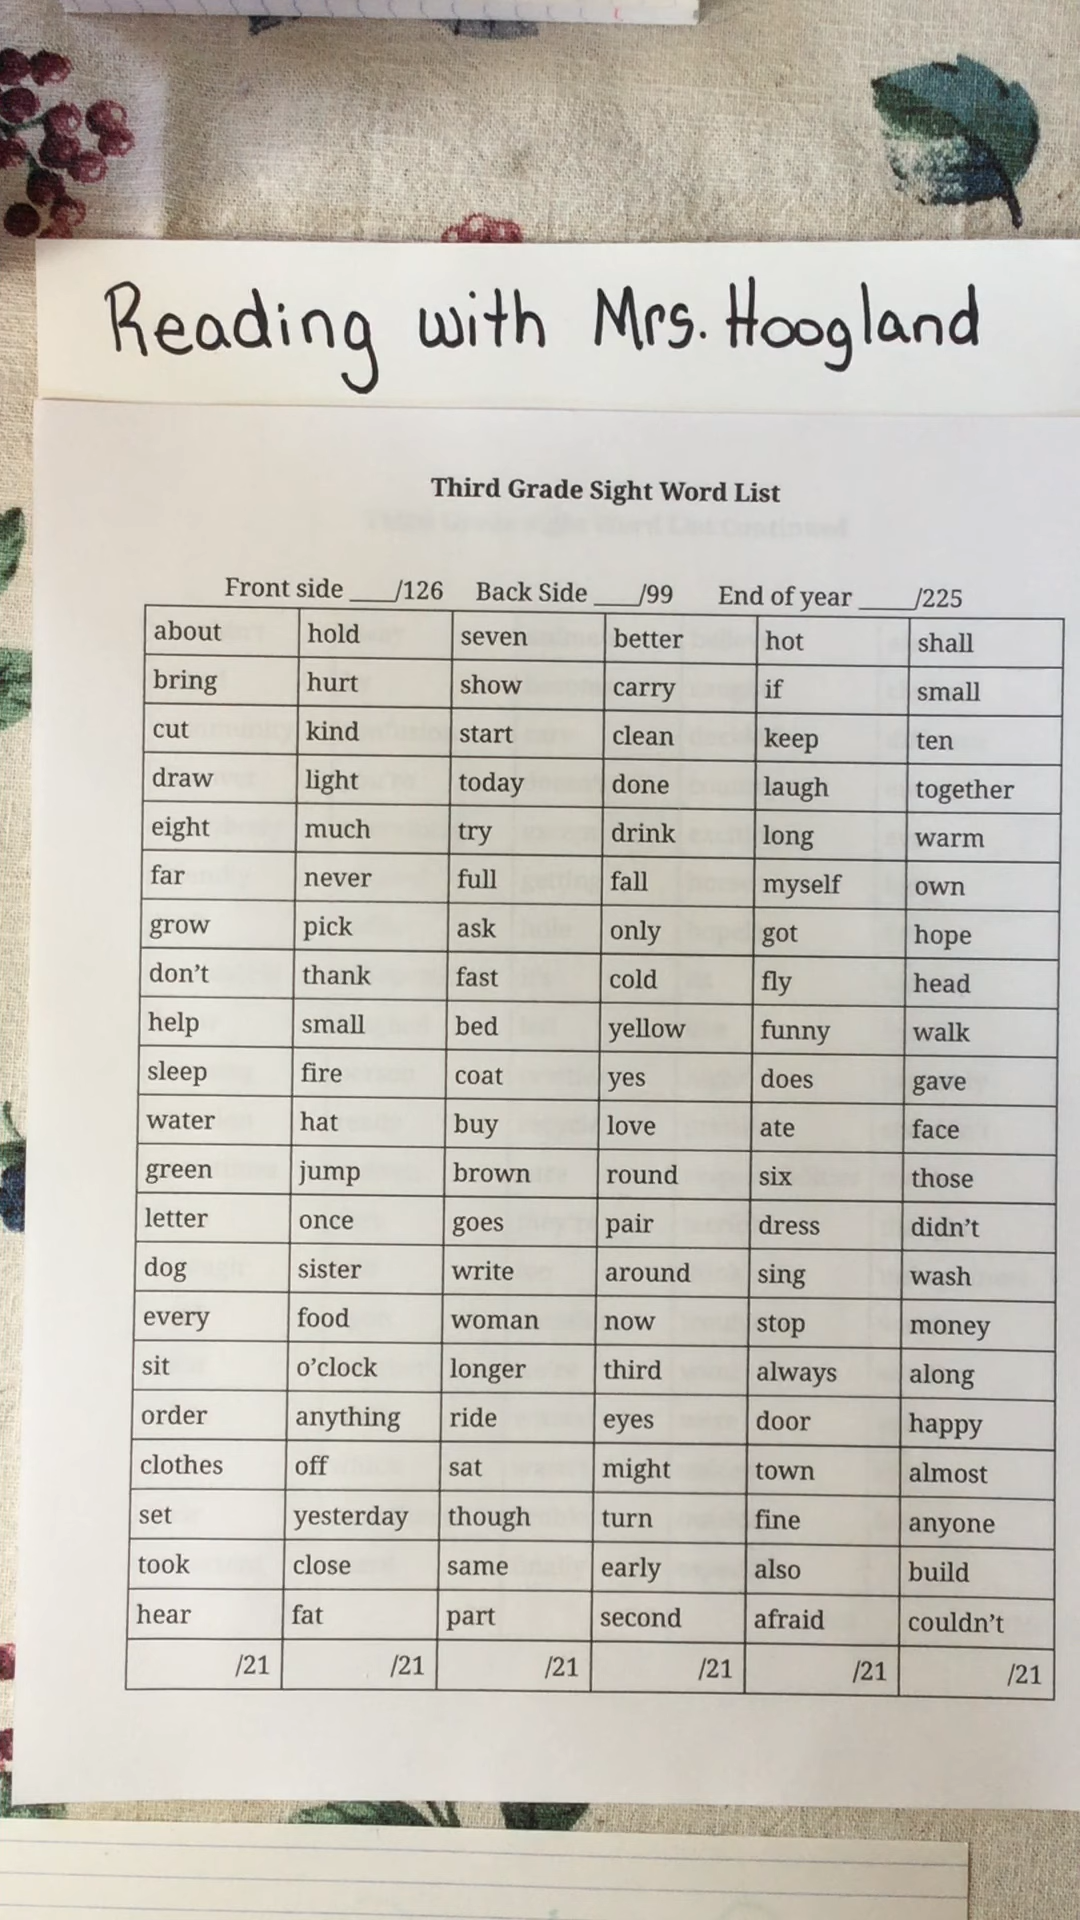 Reading with Mrs. Hoogland
Third Grade Sight Word List
Front side ___/126 Back Side ___/99 End of year ____/225
about hold seven better hot shall
bring hurt show carry if small
cut kind start clean keep ten
draw light today done laugh together
eight much try drink long warm
far never full fall myself own
grow pick ask only got hope
don't thank fast cold fly head
help small bed yellow funny walk
sleep fire coat yes does gave
water hat buy love ate face
green jump brown round six those
letter once goes pair dress didn't
dog sister write around sing wash
every food woman now stop money
sit o'clock longer third always along
order anything ride eyes door happy
clothes off sat might town almost
set yesterday though turn fine anyone
took close same early also build
hear fat part second afraid couldn't
/21 /21 /21 /21 /21 /21